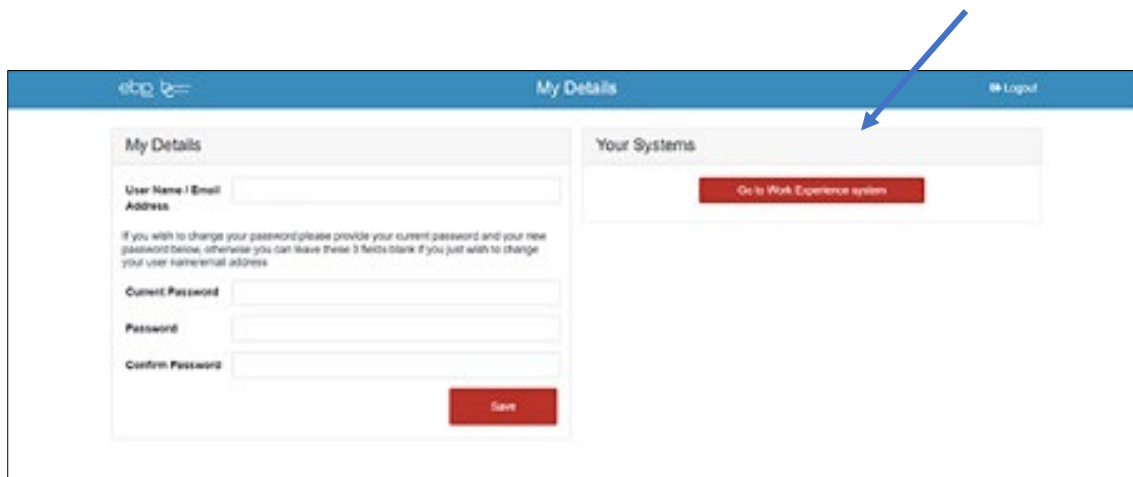 ebp
My Details
Logout
My Details
User Name / Email
Address
If you wish to change your password please provide your current password and your new
password below, otherwise you can leave these 3 fields blank if you just wish to change
your user name/email address
Current Password
Password
Confirm Password
Save
Your Systems
Go to Work Experience system